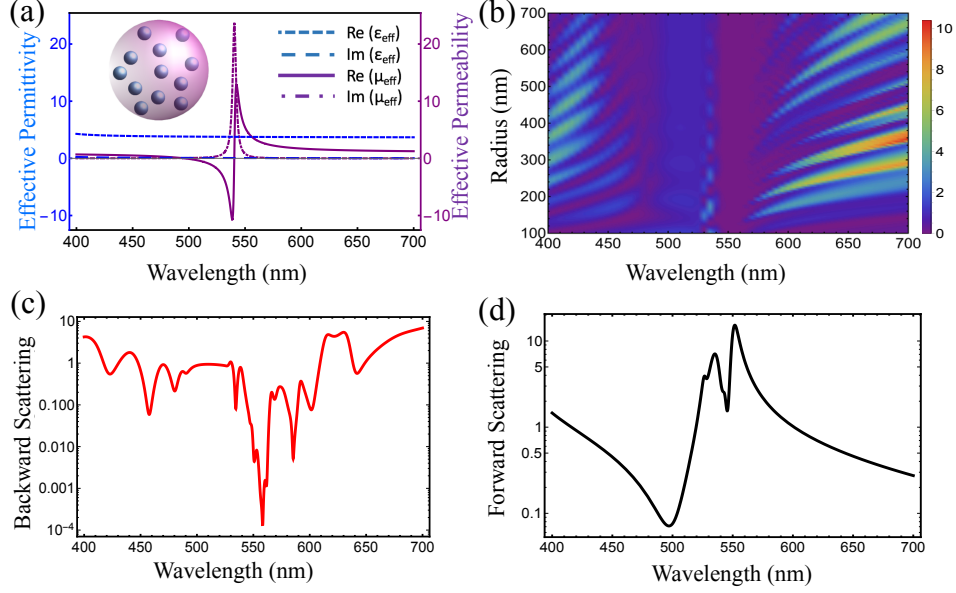 (a)
Effective Permittivity
20
10
0
−10
Re (εeff)
Im (εeff)
Re (μeff)
Im (μeff)
20
10
0
−10
Effective Permeability
400 450 500 550 600 650 700
Wavelength (nm)
(b)
Radius (nm)
700
600
500
400
300
200
100
400 450 500 550 600 650 700
Wavelength (nm)
10
8
6
4
2
0
(c)
Backward Scattering
10
1
0.100
0.010
0.001
10⁻⁴
400 450 500 550 600 650 700
Wavelength (nm)
(d)
Forward Scattering
10
5
1
0.5
0.1
400 500 550 600 650 700
Wavelength (nm)